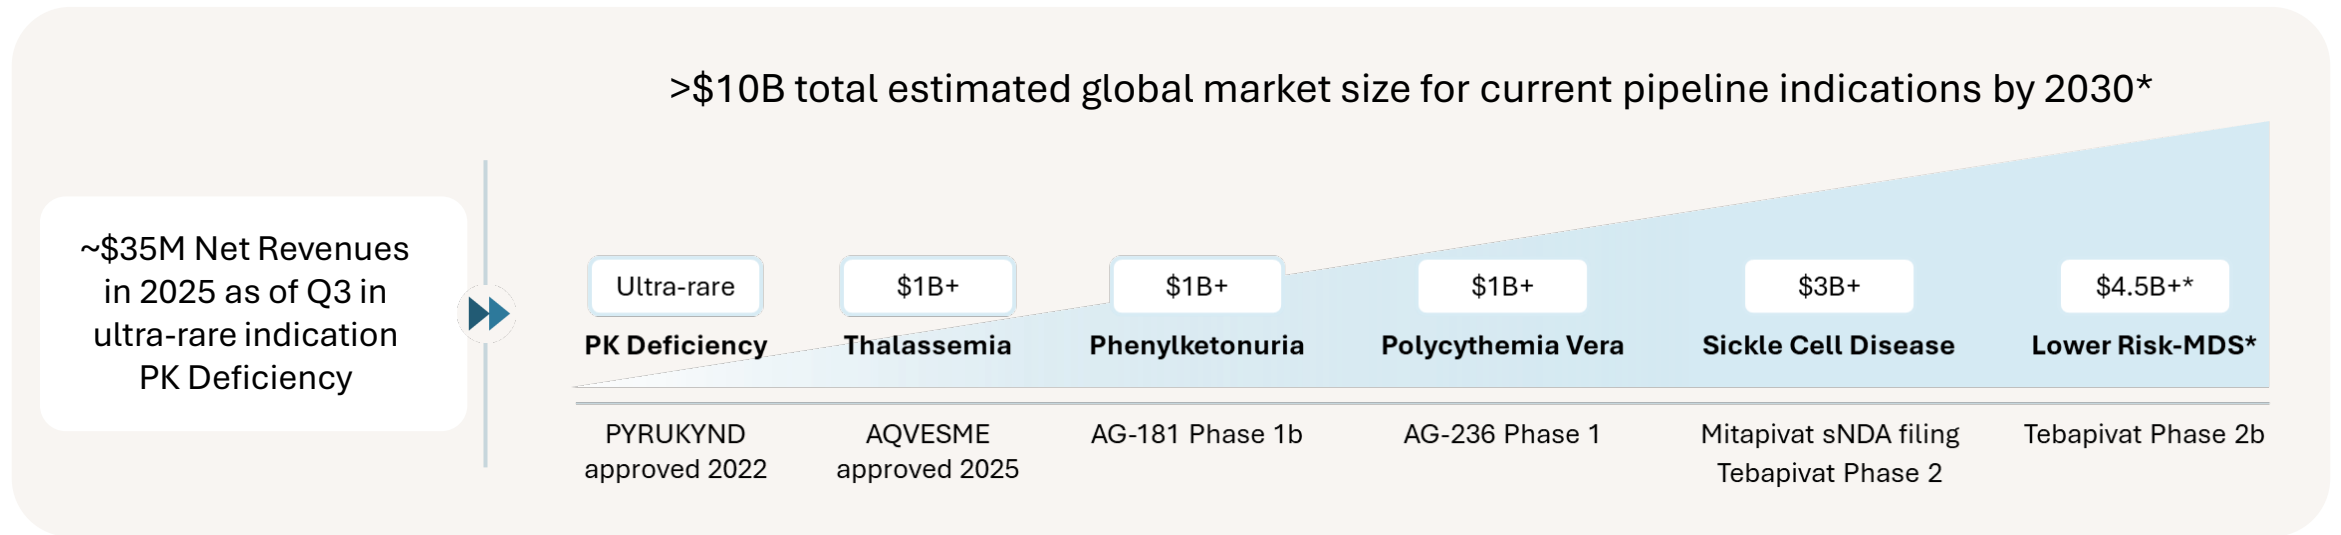 >$10B total estimated global market size for current pipeline indications by 2030*
~$35M Net Revenues
in 2025 as of Q3 in
ultra-rare indication
PK Deficiency
Ultra-rare
PK Deficiency
PYRUKYND
approved 2022
$1B+
Thalassemia
AQVESME
approved 2025
$1B+
Phenylketonuria
AG-181 Phase 1b
$1B+
Polycythemia Vera
AG-236 Phase 1
$3B+
Sickle Cell Disease
Mitapivat sNDA filing
Tebapivat Phase 2
$4.5B+*
Lower Risk-MDS*
Tebapivat Phase 2b